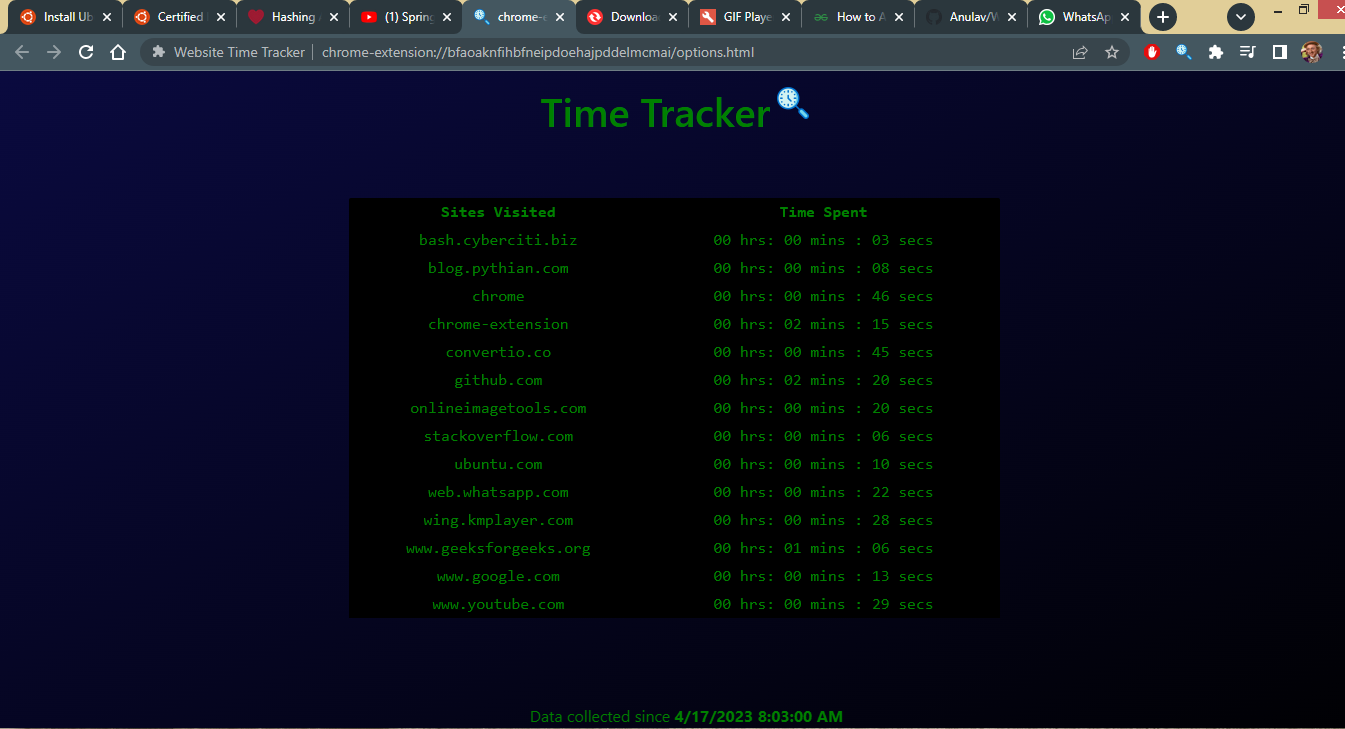 Install Ub
Certified
Hashing
(1) Spring
chrome-e
Downloa
GIF Playe
How to A
Anulav/W
WhatsAp
Website Time Tracker | chrome-extension://bfaoaknfihbfneipdoehajpddelmcmai/options.html
Time Tracker
Sites Visited Time Spent
bash.cyberciti.biz 00 hrs: 00 mins : 03 secs
blog.pythian.com 00 hrs: 00 mins : 08 secs
chrome 00 hrs: 00 mins : 46 secs
chrome-extension 00 hrs: 02 mins : 15 secs
convertio.co 00 hrs: 00 mins : 45 secs
github.com 00 hrs: 02 mins : 20 secs
onlineimagetools.com 00 hrs: 00 mins : 20 secs
stackoverflow.com 00 hrs: 00 mins : 06 secs
ubuntu.com 00 hrs: 00 mins : 10 secs
web.whatsapp.com 00 hrs: 00 mins : 22 secs
wing.kmplayer.com 00 hrs: 00 mins : 28 secs
www.geeksforgeeks.org 00 hrs: 01 mins : 06 secs
www.google.com 00 hrs: 00 mins : 13 secs
www.youtube.com 00 hrs: 00 mins : 29 secs
Data collected since 4/17/2023 8:03:00 AM